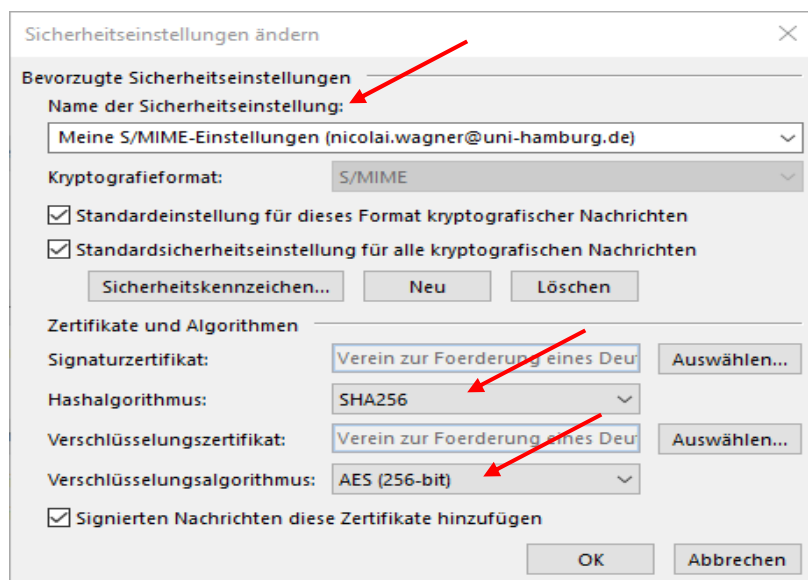 Sicherheitseinstellungen ändern
Bevorzugte Sicherheitseinstellungen
Name der Sicherheitseinstellung:
Meine S/MIME-Einstellungen (nicolai.wagner@uni-hamburg.de)
Kryptografieformat: S/MIME
Standardeinstellung für dieses Format kryptografischer Nachrichten
Standardsicherheitseinstellung für alle kryptografischen Nachrichten
Sicherheitskennzeichen... Neu Löschen
Zertifikate und Algorithmen
Signaturzertifikat: Verein zur Foerderung eines Deut Auswählen...
Hashalgorithmus: SHA256
Verschlüsselungszertifikat: Verein zur Foerderung eines Deut Auswählen...
Verschlüsselungsalgorithmus: AES (256-bit)
Signierten Nachrichten diese Zertifikate hinzufügen
OK Abbrechen